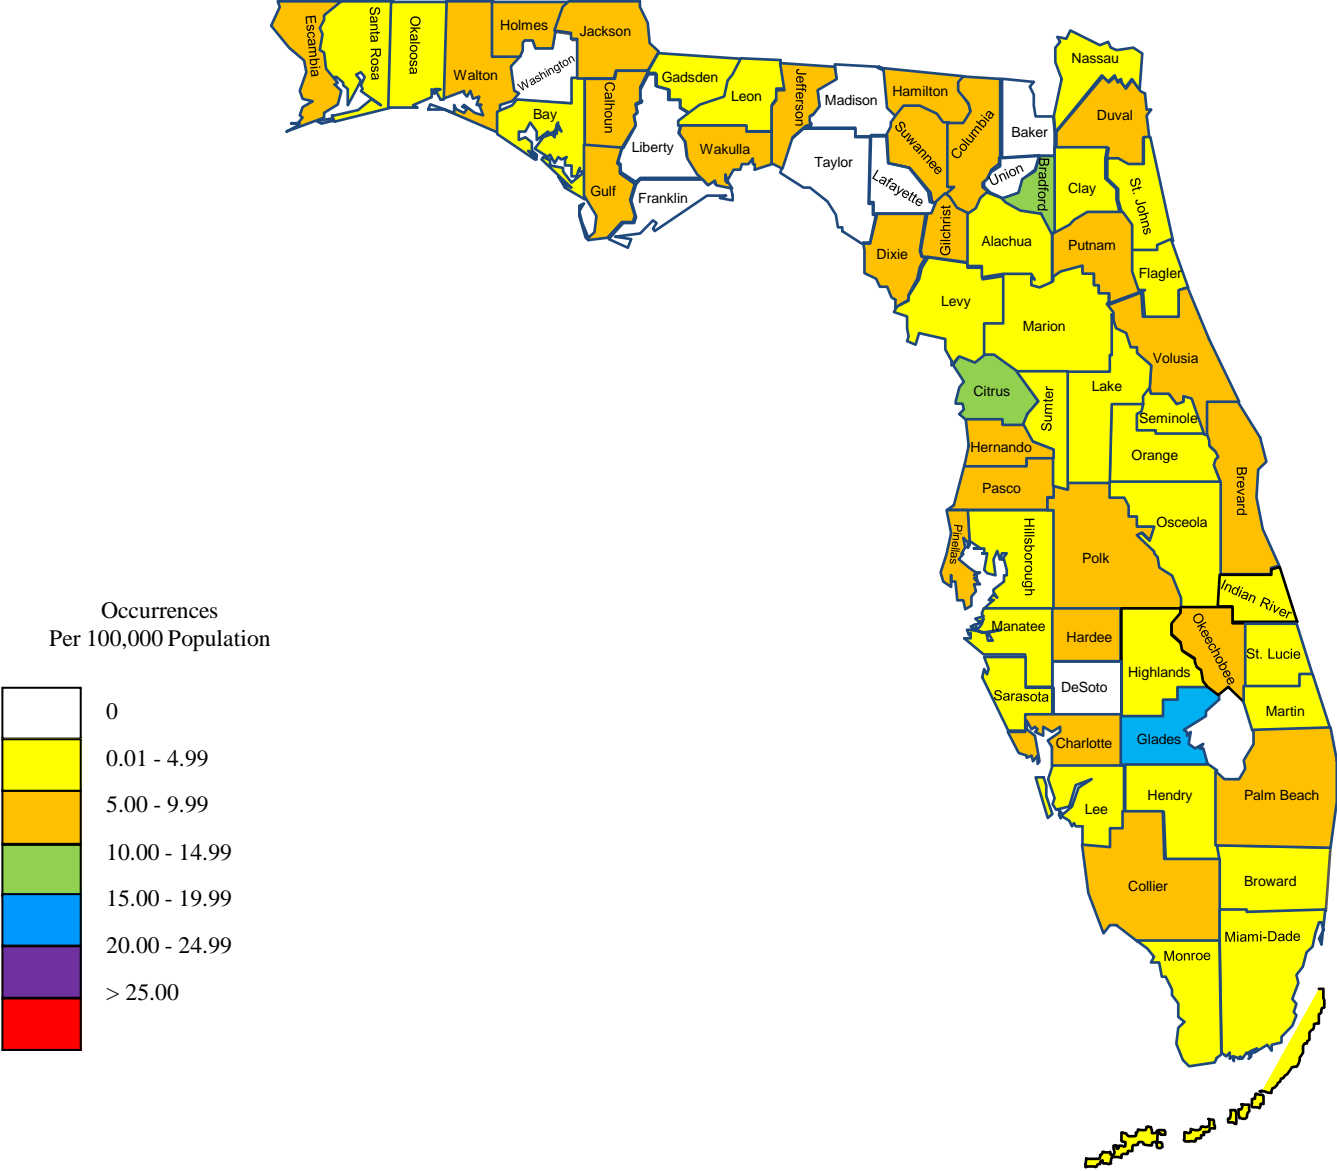 Escambia
Santa Rosa
Okaloosa
Walton
Holmes
Washington
Jackson
Bay
Calhoun
Gulf
Liberty
Franklin
Gadsden
Leon
Wakulla
Jefferson
Madison
Taylor
Lafayette
Hamilton
Suwannee
Columbia
Baker
Union
Bradford
Nassau
Duval
Clay
St. Johns
Dixie
Gilchrist
Alachua
Putnam
Flagler
Levy
Marion
Volusia
Citrus
Sumter
Lake
Seminole
Hernando
Orange
Pasco
Brevard
Pinellas
Hillsborough
Polk
Osceola
Indian River
Manatee
Hardee
Highlands
Okeechobee
St. Lucie
Sarasota
DeSoto
Martin
Charlotte
Glades
Lee
Hendry
Palm Beach
Collier
Broward
Miami-Dade
Monroe
Occurrences
Per 100,000 Population
0
0.01 - 4.99
5.00 - 9.99
10.00 - 14.99
15.00 - 19.99
20.00 - 24.99
> 25.00